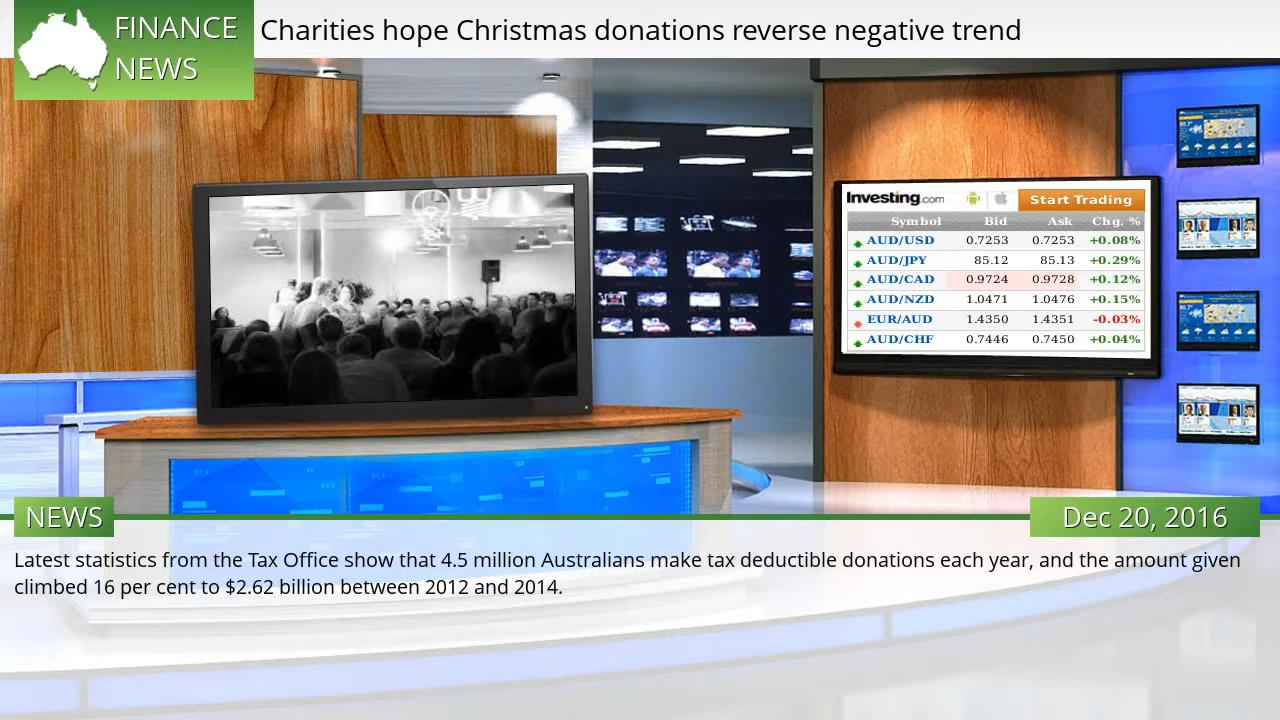 FINANCE
NEWS
Charities hope Christmas donations reverse negative trend
Investing.com
Start Trading
Symbol Bid Ask Chg. %
AUD/USD 0.7253 0.7253 +0.08%
AUD/JPY 85.12 85.13 +0.29%
AUD/CAD 0.9724 0.9728 +0.12%
AUD/NZD 1.0471 1.0476 +0.15%
EUR/AUD 1.4350 1.4351 -0.03%
AUD/CHF 0.7446 0.7450 +0.04%
NEWS
Dec 20, 2016
Latest statistics from the Tax Office show that 4.5 million Australians make tax deductible donations each year, and the amount given
climbed 16 per cent to $2.62 billion between 2012 and 2014.